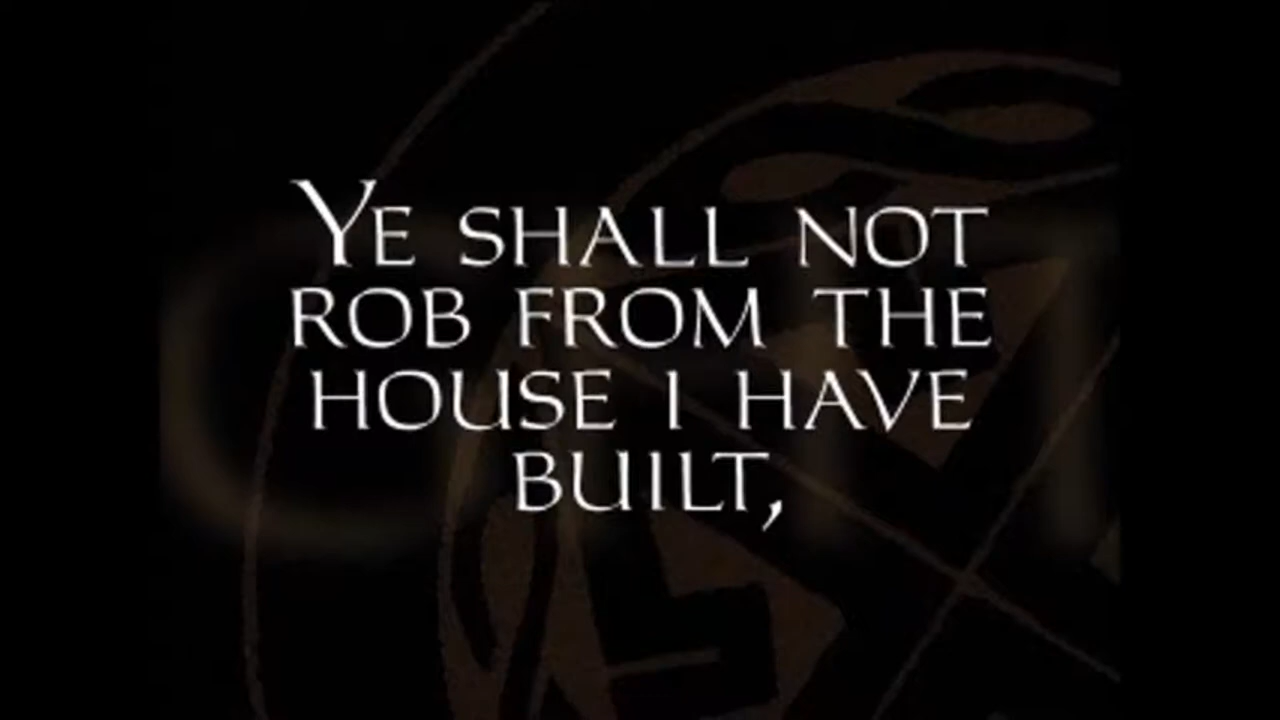 YE SHALL NOT
ROB FROM THE
HOUSE I HAVE
BUILT,